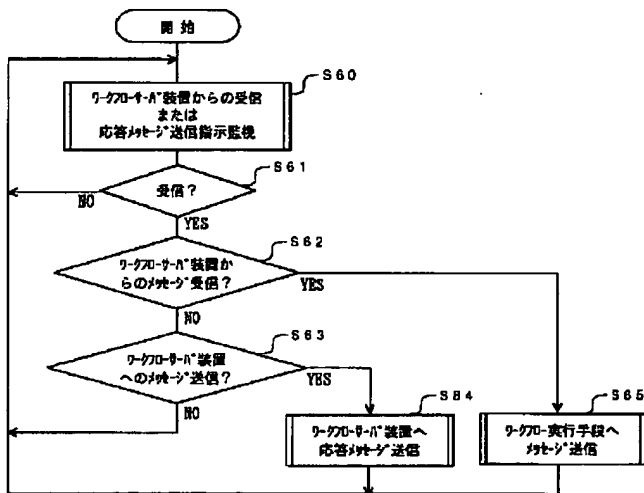 開始
S60
ﾜｰｸﾌﾛｰｻｰﾊﾞ装置からの受信
または
応答ﾒｯｾｰｼﾞ送信指示監視
S61
受信？
NO
YES
S62
ﾜｰｸﾌﾛｰｻｰﾊﾞ装置か
らのﾒｯｾｰｼﾞ受信？
YES
NO
S63
ﾜｰｸﾌﾛｰｻｰﾊﾞ装置
へのﾒｯｾｰｼﾞ送信？
YES
NO
S84
ﾜｰｸﾌﾛｰｻｰﾊﾞ装置へ
応答ﾒｯｾｰｼﾞ送信
S65
ﾜｰｸﾌﾛｰ実行手段へ
ﾒｯｾｰｼﾞ送信